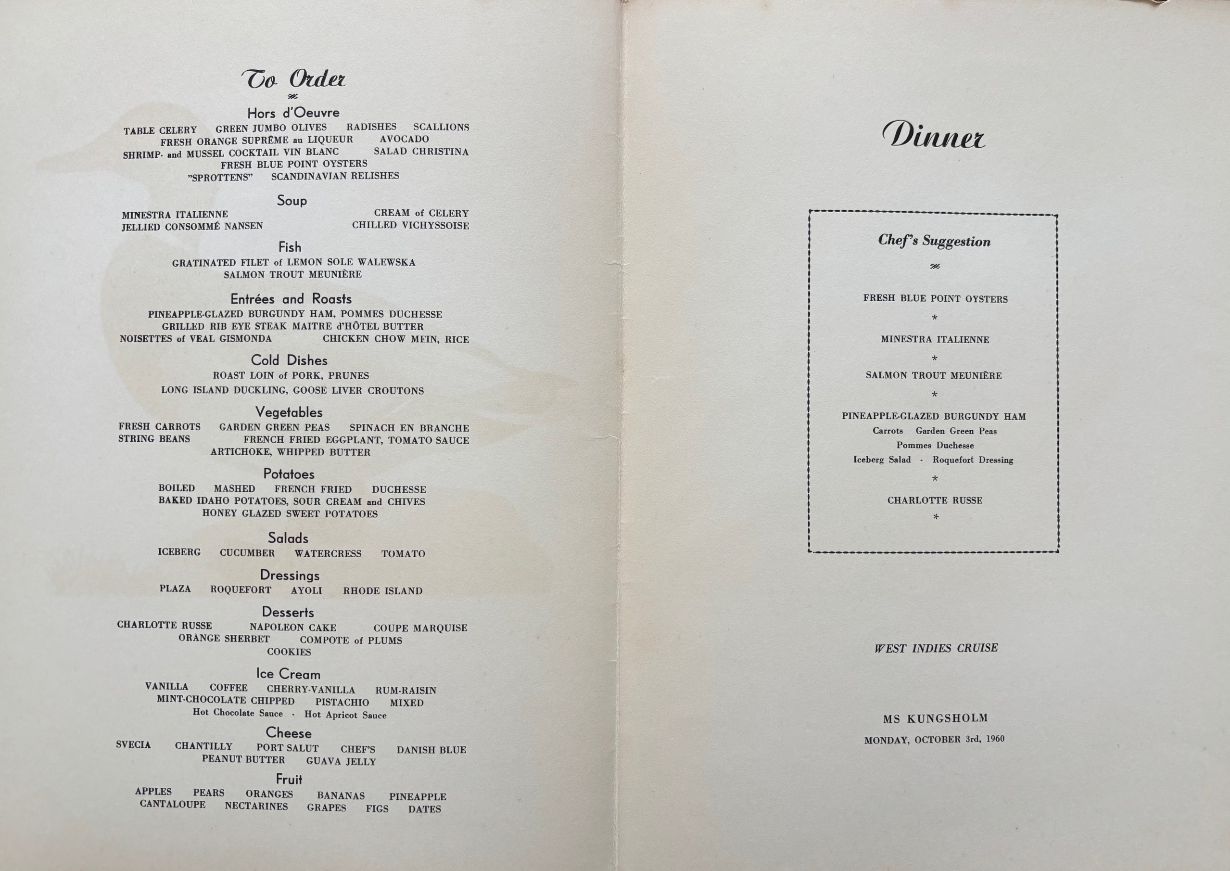 To Order
Hors d'Oeuvre
TABLE CELERY GREEN JUMBO OLIVES RADISHES SCALLIONS
FRESH ORANGE SUPRÊME au LIQUEUR AVOCADO
SHRIMP- and MUSSEL COCKTAIL VIN BLANC SALAD CHRISTINA
FRESH BLUE POINT OYSTERS
"SPROTTENS" SCANDINAVIAN RELISHES
Soup
MINESTRA ITALIENNE CREAM of CELERY
JELLIED CONSOMMÉ NANSEN CHILLED VICHYSSOISE
Fish
GRATINATED FILET of LEMON SOLE WALEWSKA
SALMON TROUT MEUNIÈRE
Entrées and Roasts
PINEAPPLE-GLAZED BURGUNDY HAM, POMMES DUCHESSE
GRILLED RIB EYE STEAK MAITRE d'HÔTEL BUTTER
NOISETTES of VEAL GISMONDA CHICKEN CHOW MEIN, RICE
Cold Dishes
ROAST LOIN of PORK, PRUNES
LONG ISLAND DUCKLING, GOOSE LIVER CROUTONS
Vegetables
FRESH CARROTS GARDEN GREEN PEAS SPINACH EN BRANCHE
STRING BEANS FRENCH FRIED EGGPLANT, TOMATO SAUCE
ARTICHOKE, WHIPPED BUTTER
Potatoes
BOILED MASHED FRENCH FRIED DUCHESSE
BAKED IDAHO POTATOES, SOUR CREAM and CHIVES
HONEY GLAZED SWEET POTATOES
Salads
ICEBERG CUCUMBER WATERCRESS TOMATO
Dressings
PLAZA ROQUEFORT AYOLI RHODE ISLAND
Desserts
CHARLOTTE RUSSE NAPOLEON CAKE COUPE MARQUISE
ORANGE SHERBET COMPOTE of PLUMS
COOKIES
Ice Cream
VANILLA COFFEE CHERRY-VANILLA RUM-RAISIN
MINT-CHOCOLATE CHIPPED PISTACHIO MIXED
Hot Chocolate Sauce · Hot Apricot Sauce
Cheese
SVECIA CHANTILLY PORT SALUT CHEF'S DANISH BLUE
PEANUT BUTTER GUAVA JELLY
Fruit
APPLES PEARS ORANGES BANANAS PINEAPPLE
CANTALOUPE NECTARINES GRAPES FIGS DATES
Dinner
Chef's Suggestion
FRESH BLUE POINT OYSTERS
*
MINESTRA ITALIENNE
*
SALMON TROUT MEUNIÈRE
*
PINEAPPLE-GLAZED BURGUNDY HAM
Carrots Garden Green Peas
Pommes Duchesse
Iceberg Salad · Roquefort Dressing
*
CHARLOTTE RUSSE
*
WEST INDIES CRUISE
MS KUNGSHOLM
MONDAY, OCTOBER 3rd, 1960